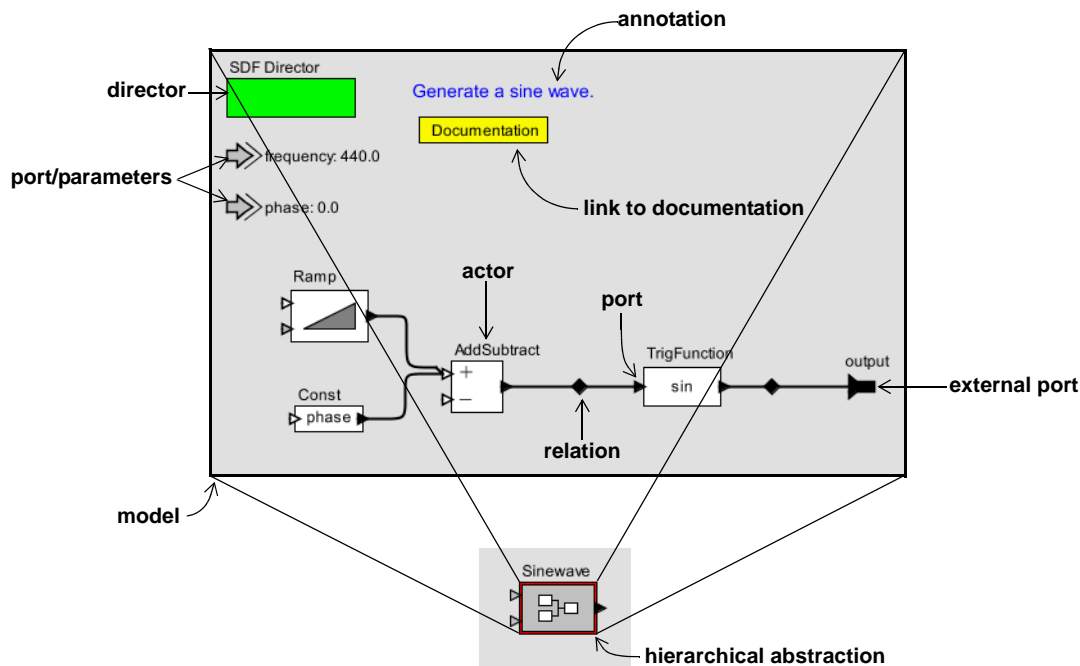 annotation
SDF Director
director
Generate a sine wave.
Documentation
frequency: 440.0
port/parameters
phase: 0.0
link to documentation
actor
Ramp
port
AddSubtract
TrigFunction
output
+
sin
external port
Const
−
phase
relation
model
Sinewave
hierarchical abstraction